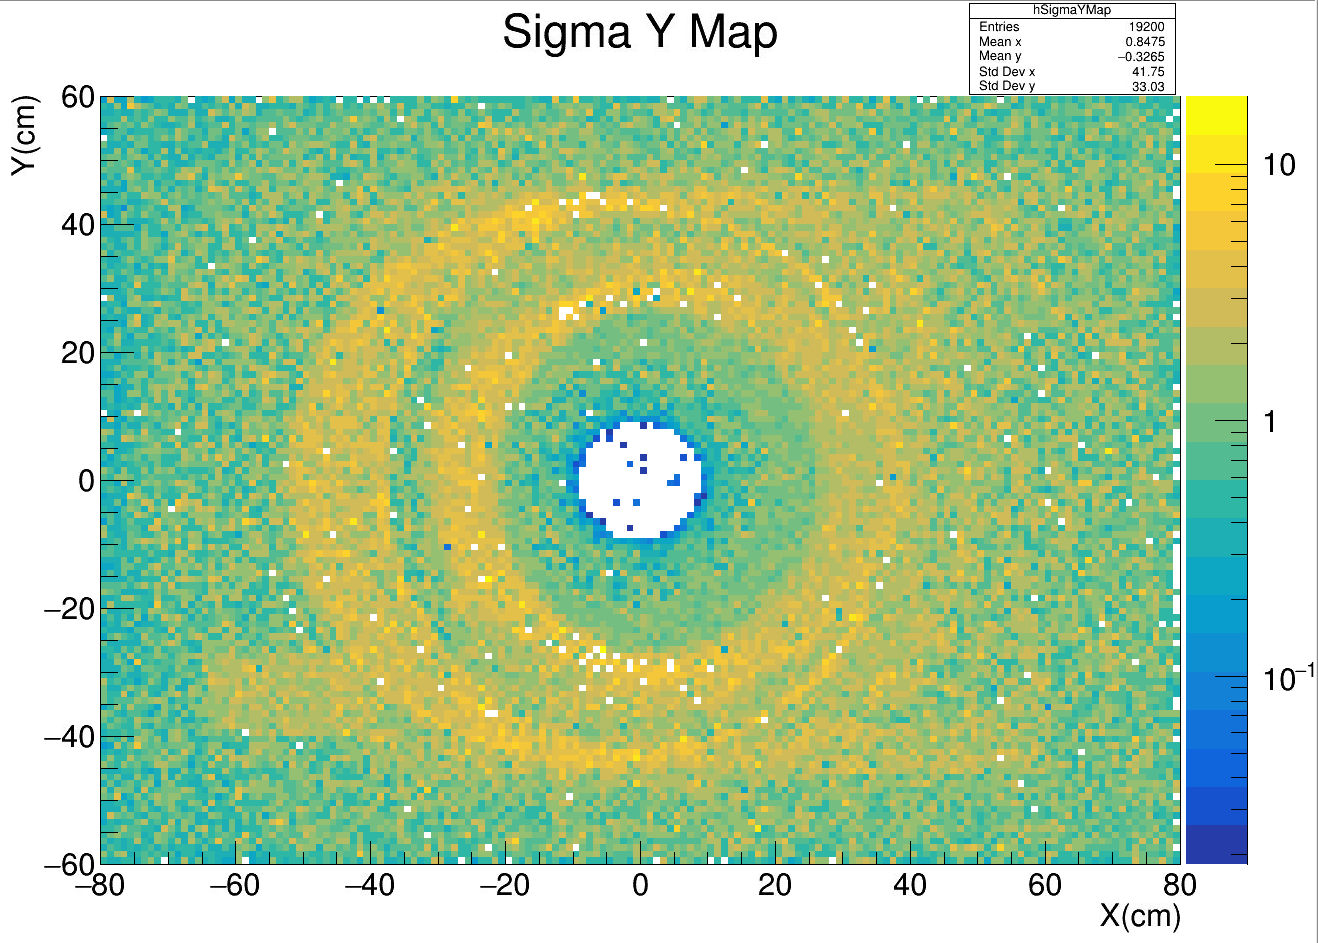 Sigma Y Map
hSigmaYMap
Entries 19200
Mean x 0.8475
Mean y −0.3265
Std Dev x 41.75
Std Dev y 33.03
Y(cm)
60
40
20
0
−20
−40
−60
−80 −60 −40 −20 0 20 40 60 80
X(cm)
10
1
10⁻¹